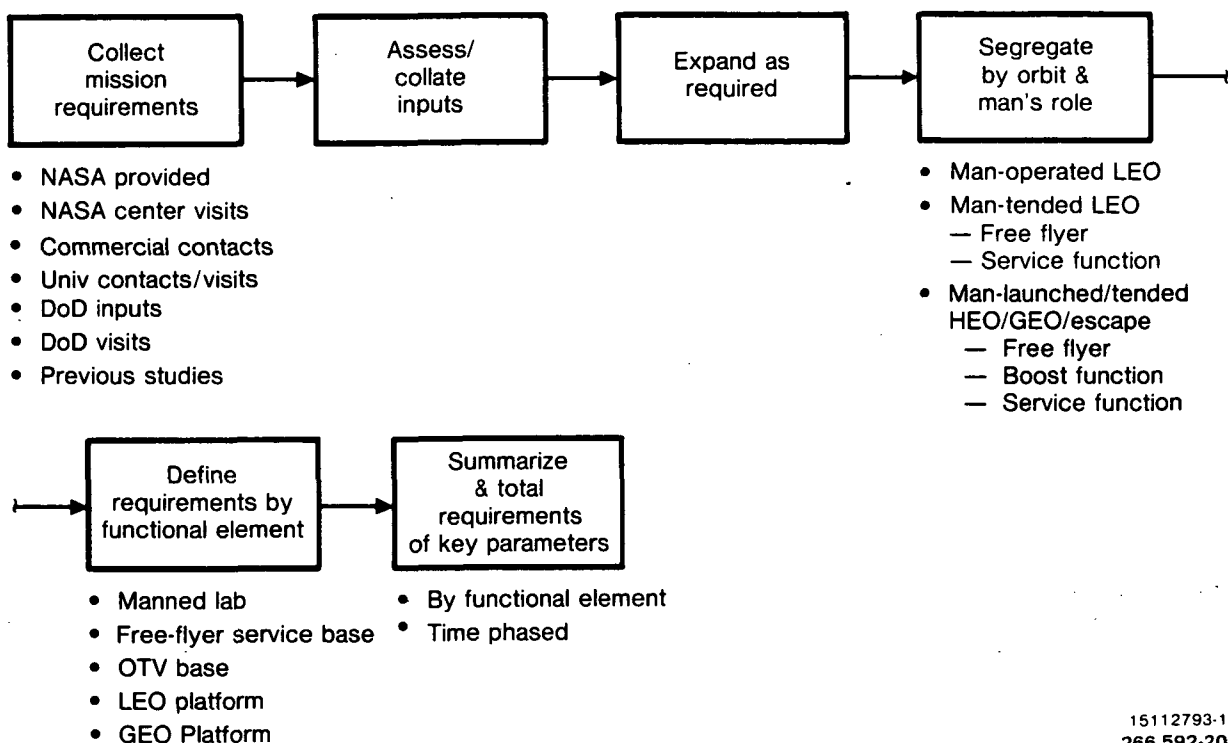 Collect
mission
requirements
Assess/
collate
inputs
Expand as
required
Segregate
by orbit &
man's role
• NASA provided
• NASA center visits
• Commercial contacts
• Univ contacts/visits
• DoD inputs
• DoD visits
• Previous studies
• Man-operated LEO
• Man-tended LEO
— Free flyer
— Service function
• Man-launched/tended
HEO/GEO/escape
— Free flyer
— Boost function
— Service function
Define
requirements by
functional element
Summarize
& total
requirements
of key parameters
• Manned lab
• Free-flyer service base
• OTV base
• LEO platform
• GEO Platform
• By functional element
• Time phased
15112793-1
266.592-20